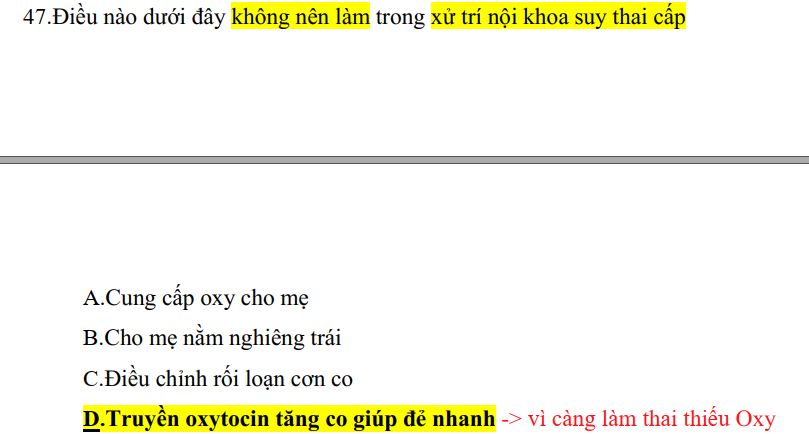 47.Điều nào dưới đây không nên làm trong xử trí nội khoa suy thai cấp
A.Cung cấp oxy cho mẹ
B.Cho mẹ nằm nghiêng trái
C.Điều chỉnh rối loạn cơn co
D.Truyền oxytocin tăng co giúp đẻ nhanh -> vì càng làm thai thiếu Oxy